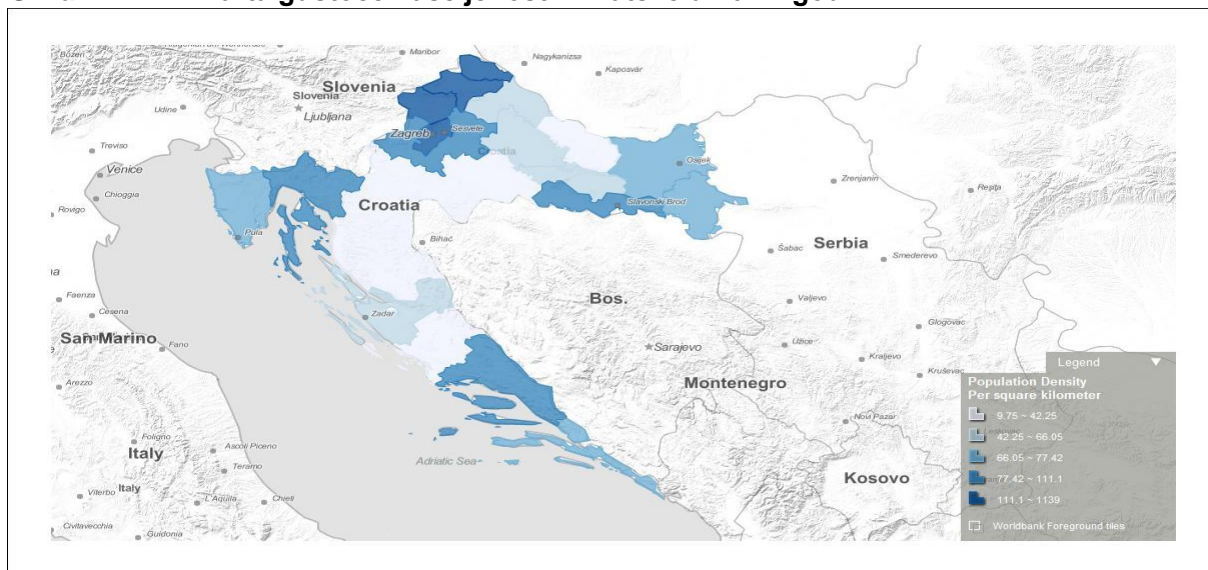 Maribor
Nagykanizsa
Kaposvár
Slovenia
Slovenia
Ljubljana
Udine
Zagreb
Sesvete
Croatia
Treviso
Venice
Osijek
Chioggia
Zrenjanin
Reşiţa
Rovigo
Croatia
Slavonski Brod
Pula
Bihać
Šabac
Serbia
Smederevo
Faenza
Bos.
Valjevo
Cesena
Zadar
Glogovac
San Marino
Fano
Sarajevo
Užice
Kraljevo
Legend
Arezzo
Montenegro
Kruševac
Population Density
Per square kilometer
9.75 ~ 42.25
Novi Pazar
42.25 ~ 66.05
Foligno
Ascoli Piceno
Italy
Adriatic Sea
66.05 ~ 77.42
Teramo
Kosovo
77.42 ~ 111.1
Italy
Viterbo
L'Aquila
Chieti
111.1 ~ 1139
Civitavecchia
Guidonia
Worldbank Foreground tiles